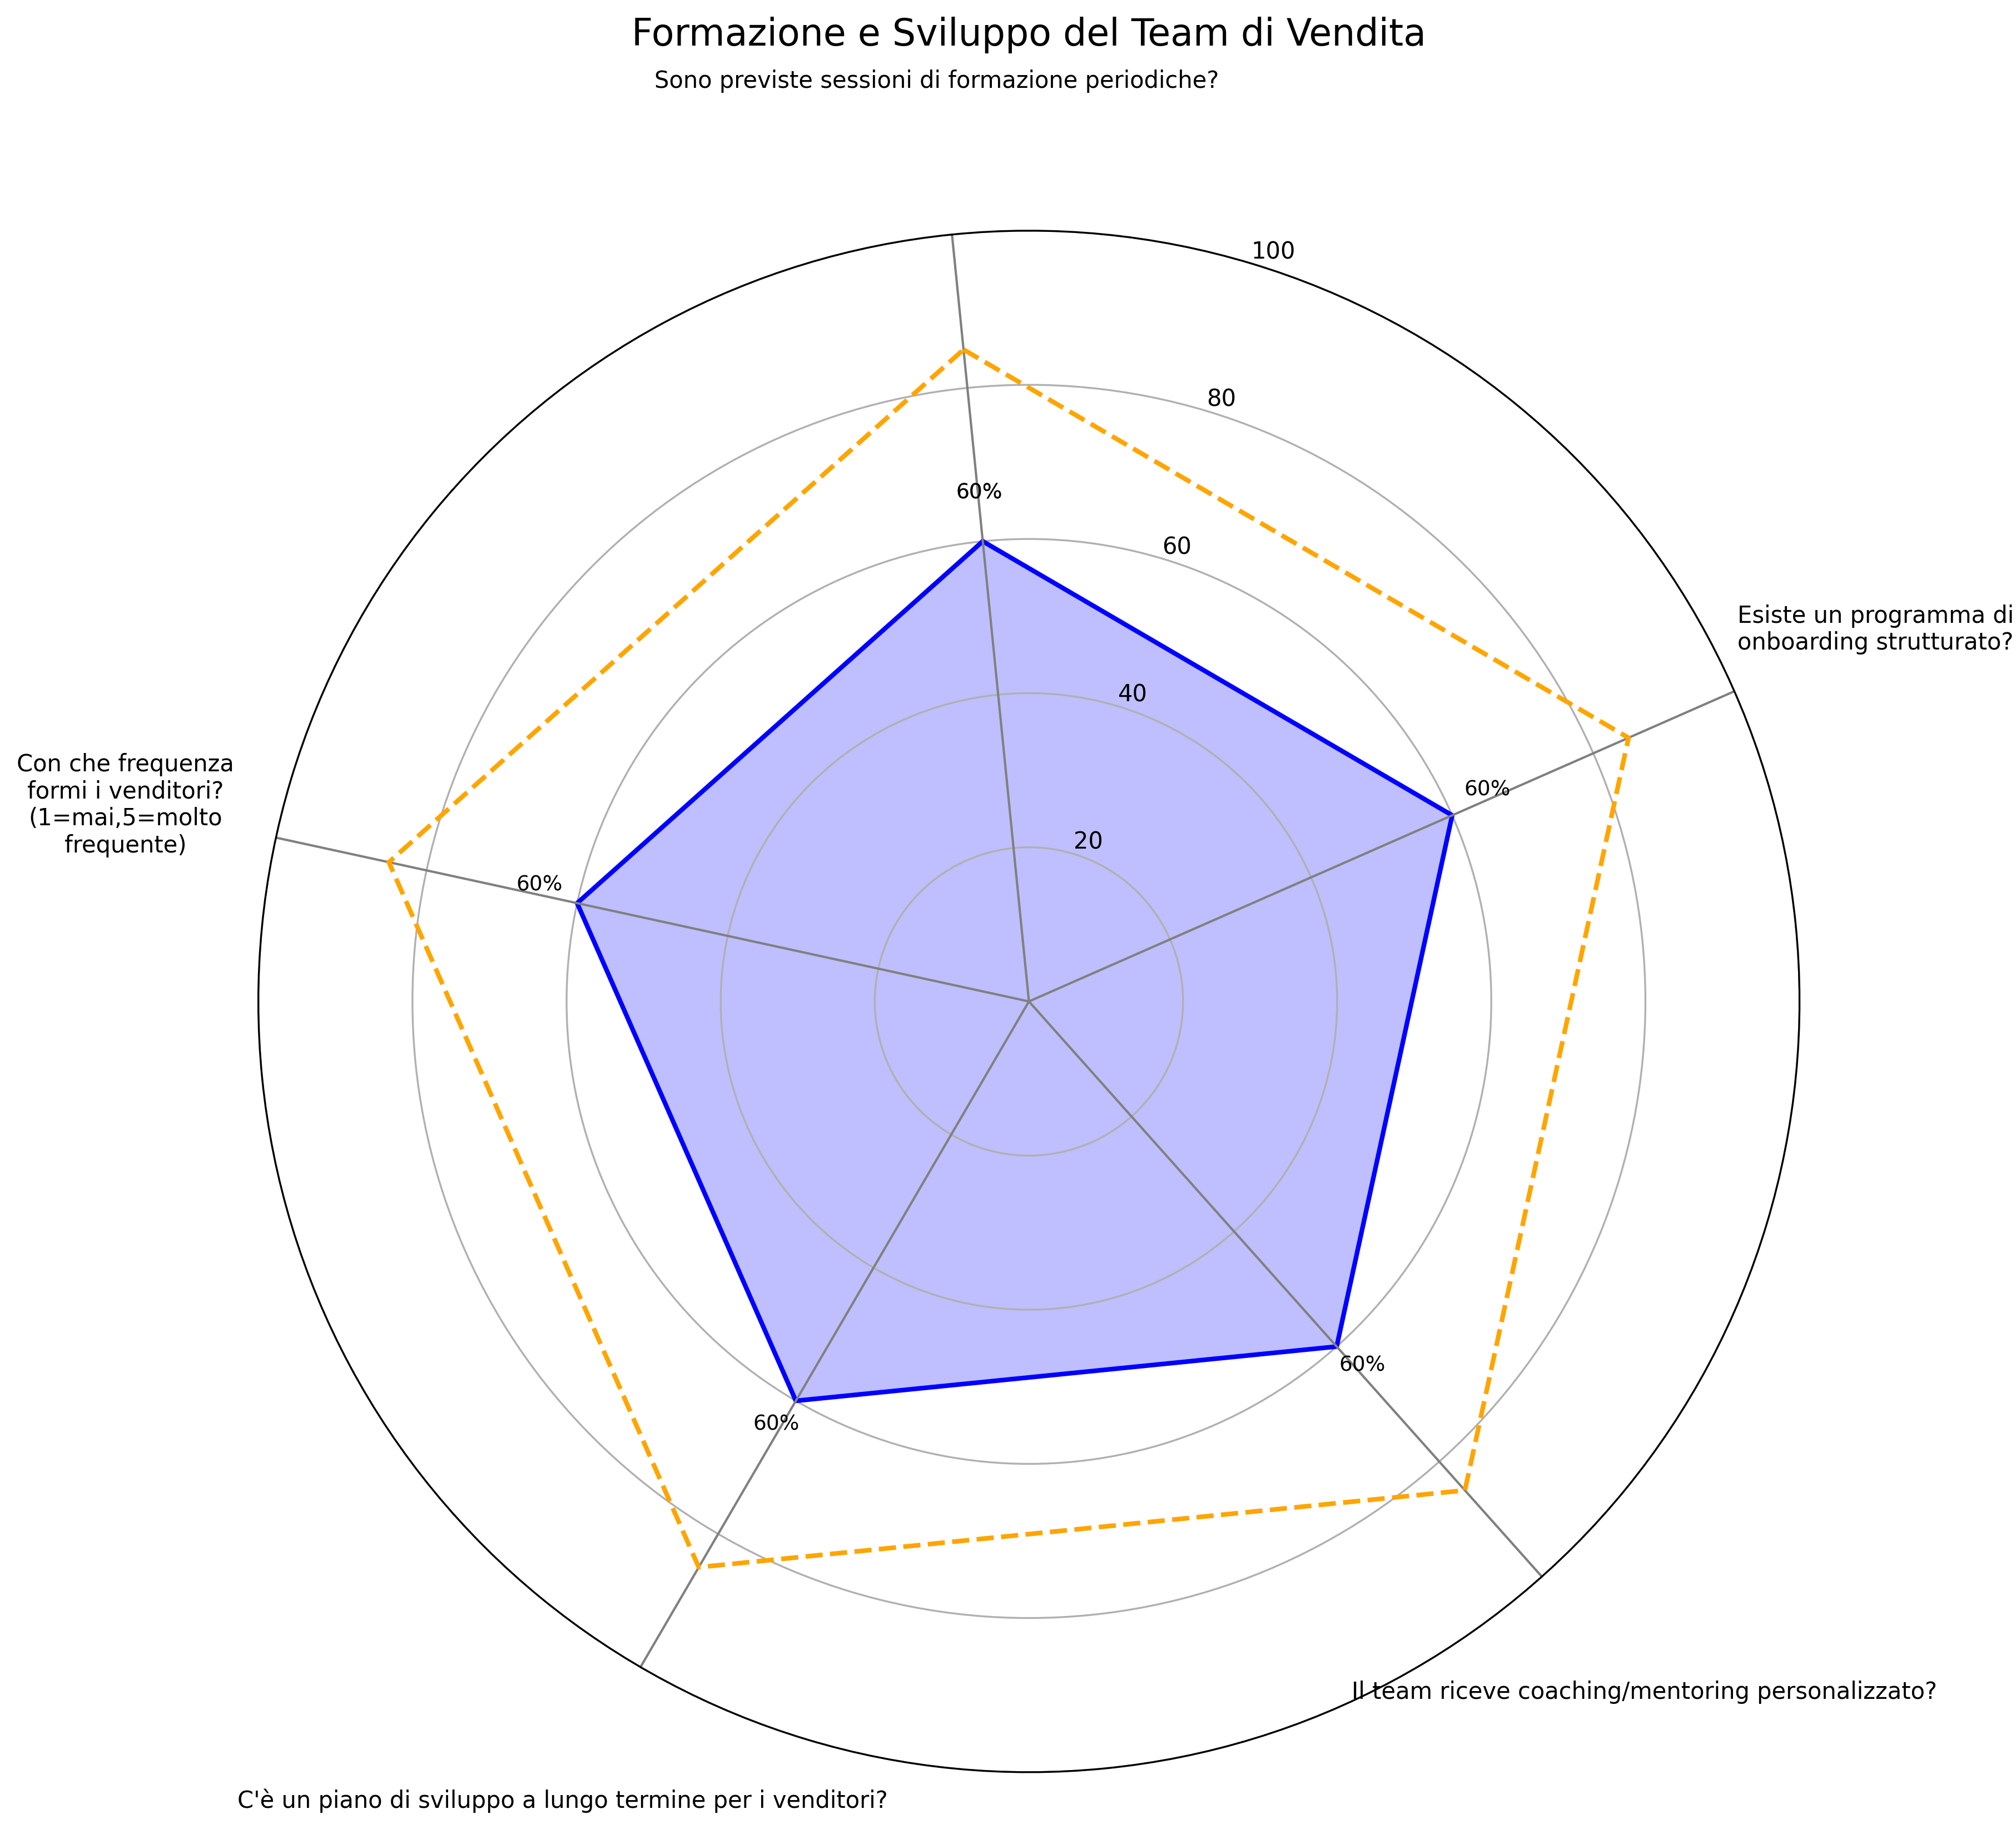 Formazione e Sviluppo del Team di Vendita
Sono previste sessioni di formazione periodiche?
100
80
60%
60
Esiste un programma di
onboarding strutturato?
40
Con che frequenza
formi i venditori?
(1=mai,5=molto
frequente)
60%
20
60%
60%
60%
Il team riceve coaching/mentoring personalizzato?
C'è un piano di sviluppo a lungo termine per i venditori?